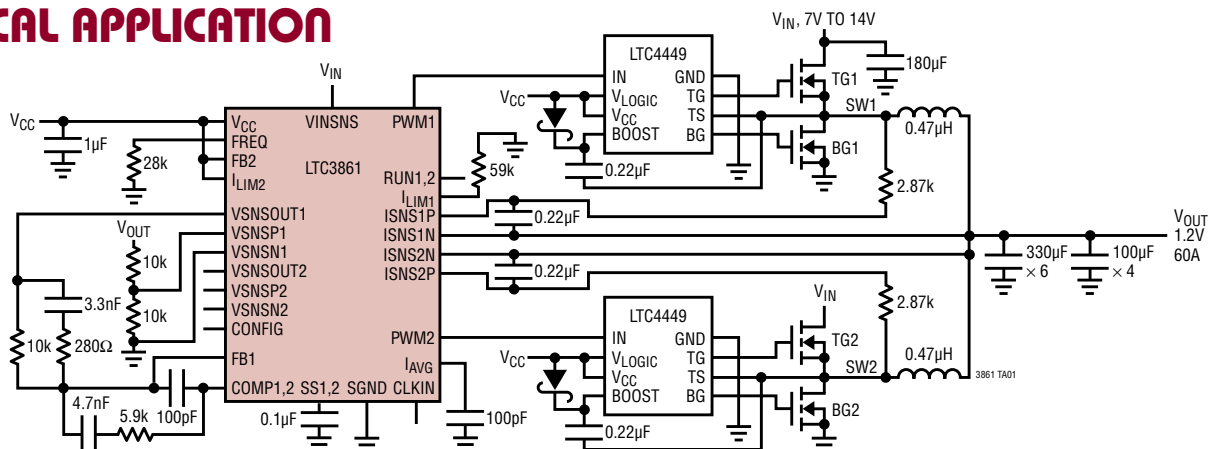 CAL APPLICATION
VIN, 7V TO 14V
180µF
LTC4449
IN
GND
VLOGIC
TG
VCC
TS
BOOST
BG
VCC
0.22µF
TG1
SW1
BG1
0.47µH
2.87k
VIN
VCC
1µF
28k
VCC
VINSNS
PWM1
FREQ
FB2
LTC3861
ILIM2
RUN1,2
ILIM1
59k
VSNSOUT1
ISNS1P
VSNSP1
ISNS1N
VSNSN1
ISNS2N
VSNSOUT2
ISNS2P
VSNSP2
VSNSN2
CONFIG
PWM2
FB1
IAVG
COMP1,2
SS1,2
SGND
CLKIN
0.22µF
0.22µF
VOUT
10k
10k
3.3nF
280Ω
10k
4.7nF
5.9k
100pF
0.1µF
100pF
VOUT
1.2V
60A
330µF
× 6
100µF
× 4
LTC4449
IN
GND
VLOGIC
TG
VCC
TS
BOOST
BG
VCC
0.22µF
VIN
TG2
SW2
BG2
2.87k
0.47µH
3861 TA01